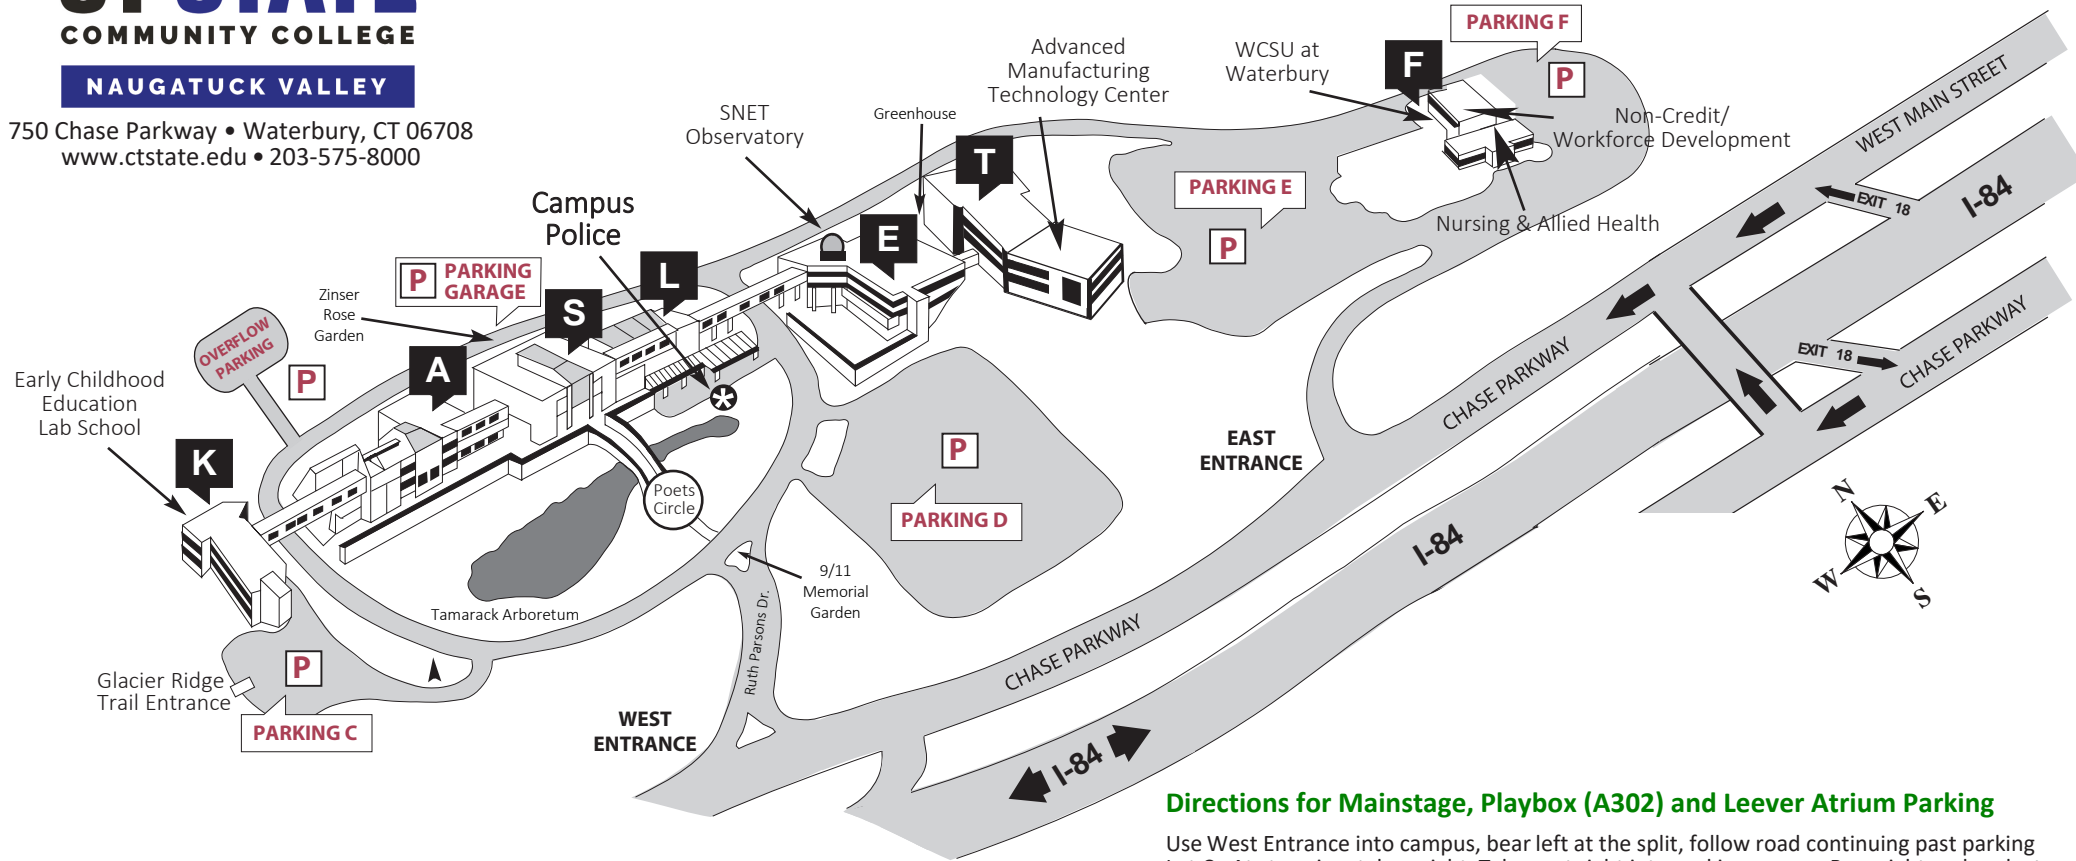 CT STATE
COMMUNITY COLLEGE
NAUGATUCK VALLEY
750 Chase Parkway • Waterbury, CT 06708
www.ctstate.edu • 203-575-8000
PARKING F
P
F
WCSU at
Waterbury
Non-Credit/
Workforce Development
Nursing & Allied Health
Advanced
Manufacturing
Technology Center
Greenhouse
SNET
Observatory
T
E
PARKING E
P
Campus
Police
L
S
A
K
P PARKING
GARAGE
Zinser
Rose
Garden
OVERFLOW
PARKING
P
Early Childhood
Education
Lab School
*
Poets
Circle
P
PARKING D
9/11
Memorial
Garden
Tamarack Arboretum
Ruth Parsons Dr.
Glacier Ridge
Trail Entrance
P
PARKING C
WEST
ENTRANCE
EAST
ENTRANCE
WEST MAIN STREET
I-84
EXIT 18
EXIT 18
CHASE PARKWAY
CHASE PARKWAY
CHASE PARKWAY
I-84
I-84
N
E
W
S
Directions for Mainstage, Playbox (A302) and Leever Atrium Parking
Use West Entrance into campus, bear left at the split, follow road continuing past parking